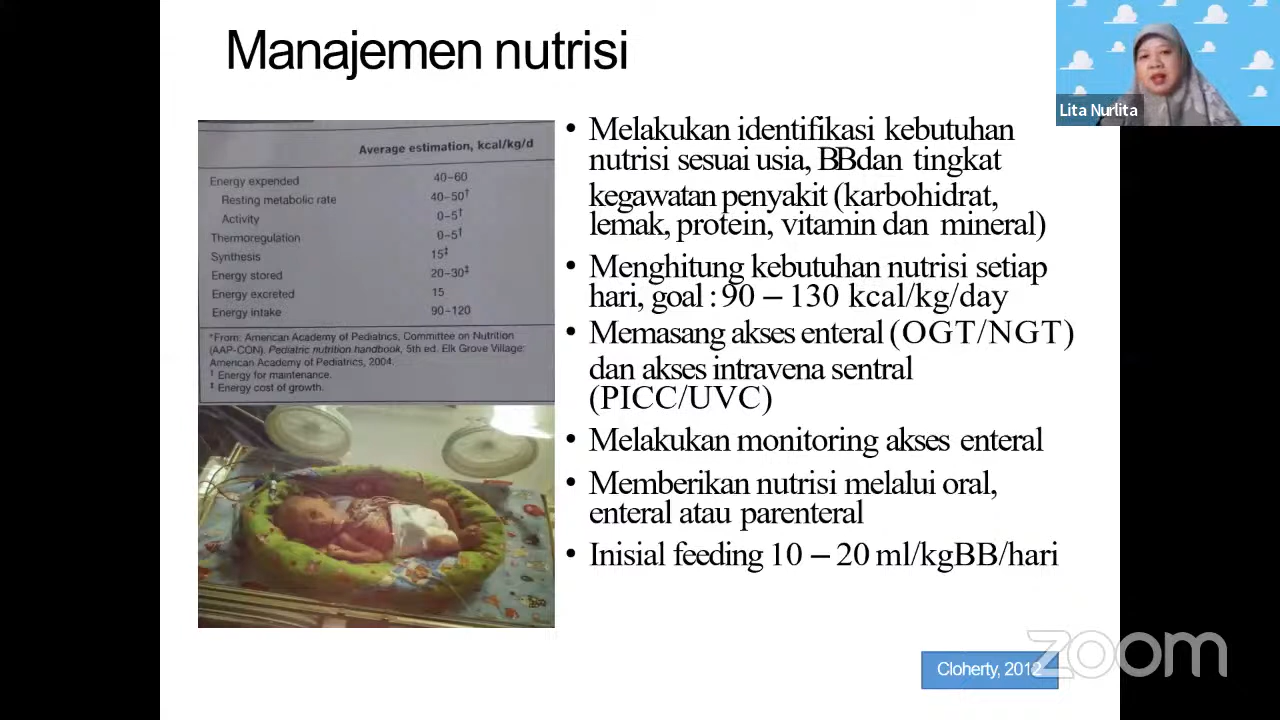 Manajemen nutrisi
Lita Nurlita
Average estimation, kcal/kg/d
Energy expended 40–60
Resting metabolic rate 40–50†
Activity 0–5†
Thermoregulation 0–5†
Synthesis 15‡
Energy stored 20–30‡
Energy excreted 15
Energy intake 90–120
*From: American Academy of Pediatrics, Committee on Nutrition
(AAP-CON). Pediatric nutrition handbook, 5th ed. Elk Grove Village:
American Academy of Pediatrics, 2004.
† Energy for maintenance.
‡ Energy cost of growth.
• Melakukan identifikasi kebutuhan
nutrisi sesuai usia, BBdan tingkat
kegawatan penyakit (karbohidrat,
lemak, protein, vitamin dan mineral)
• Menghitung kebutuhan nutrisi setiap
hari, goal : 90 – 130 kcal/kg/day
• Memasang akses enteral (OGT/NGT)
dan akses intravena sentral
(PICC/UVC)
• Melakukan monitoring akses enteral
• Memberikan nutrisi melalui oral,
enteral atau parenteral
• Inisial feeding 10 – 20 ml/kgBB/hari
Cloherty, 2012
zoom